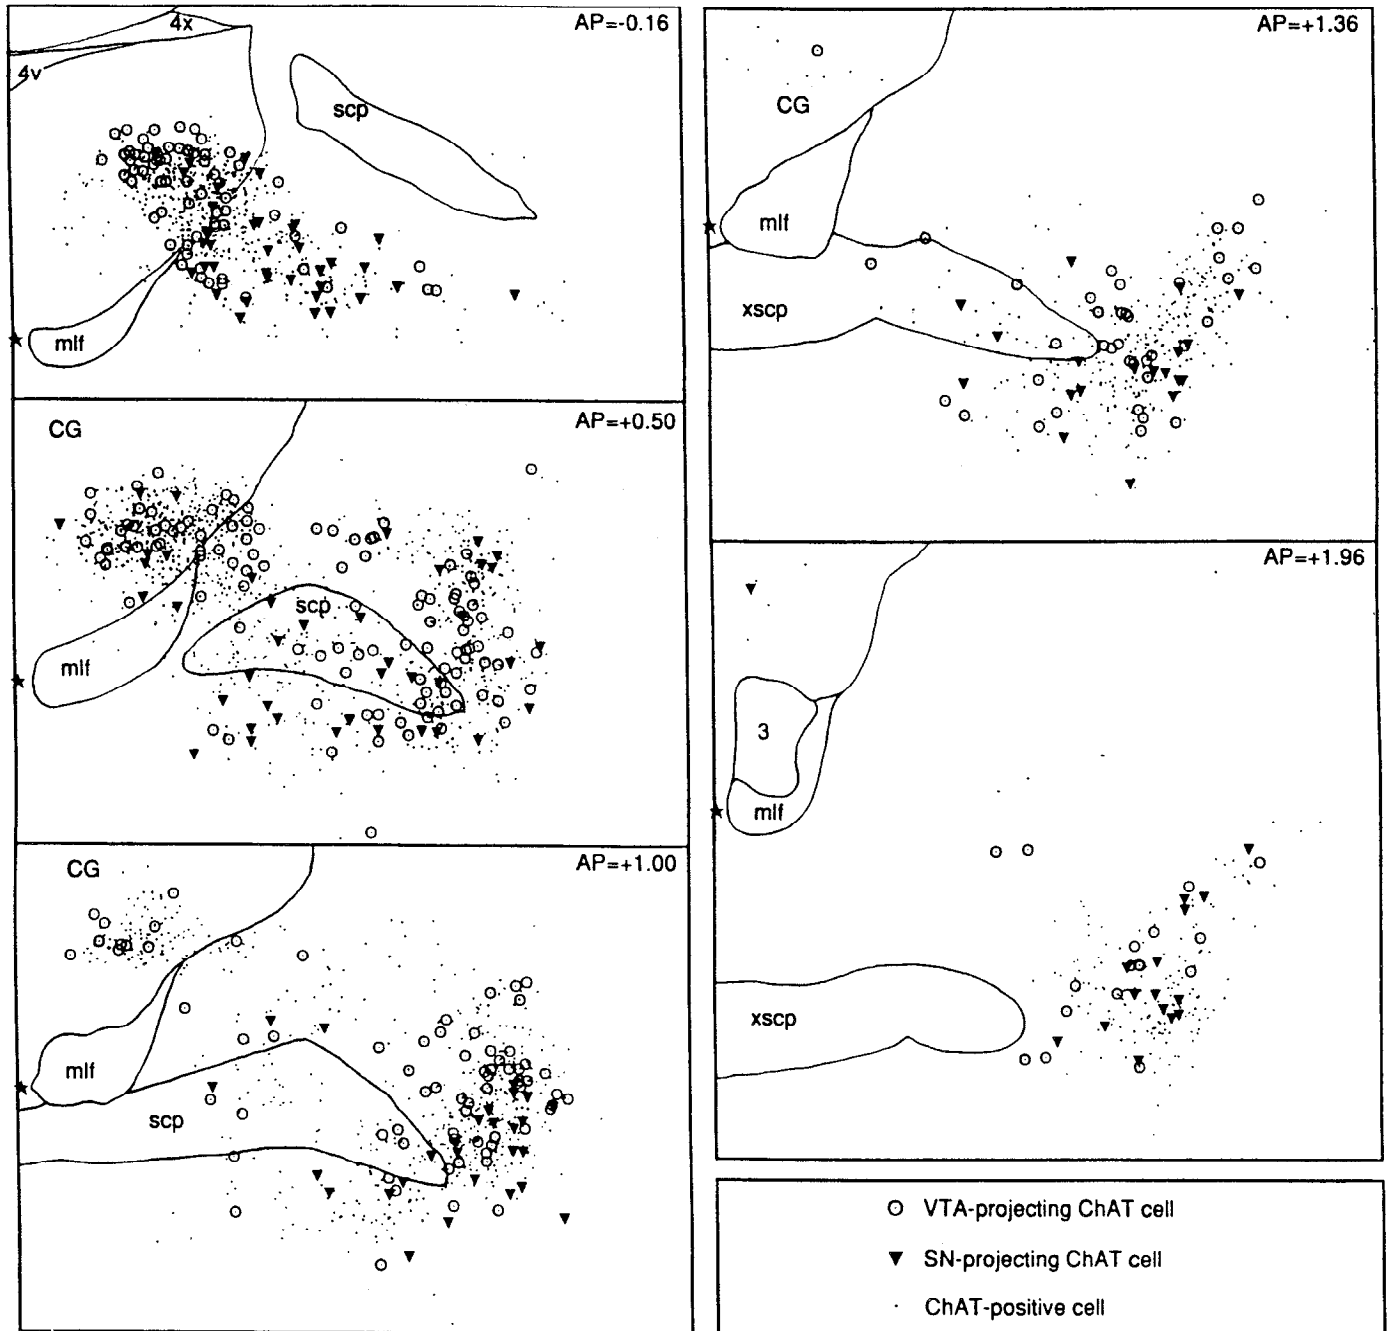 4x
AP=-0.16
4v
scp
mlf
CG
AP=+0.50
scp
mlf
CG
AP=+1.00
mlf
scp
AP=+1.36
CG
mlf
xscp
AP=+1.96
3
mlf
xscp
VTA-projecting ChAT cell
SN-projecting ChAT cell
ChAT-positive cell